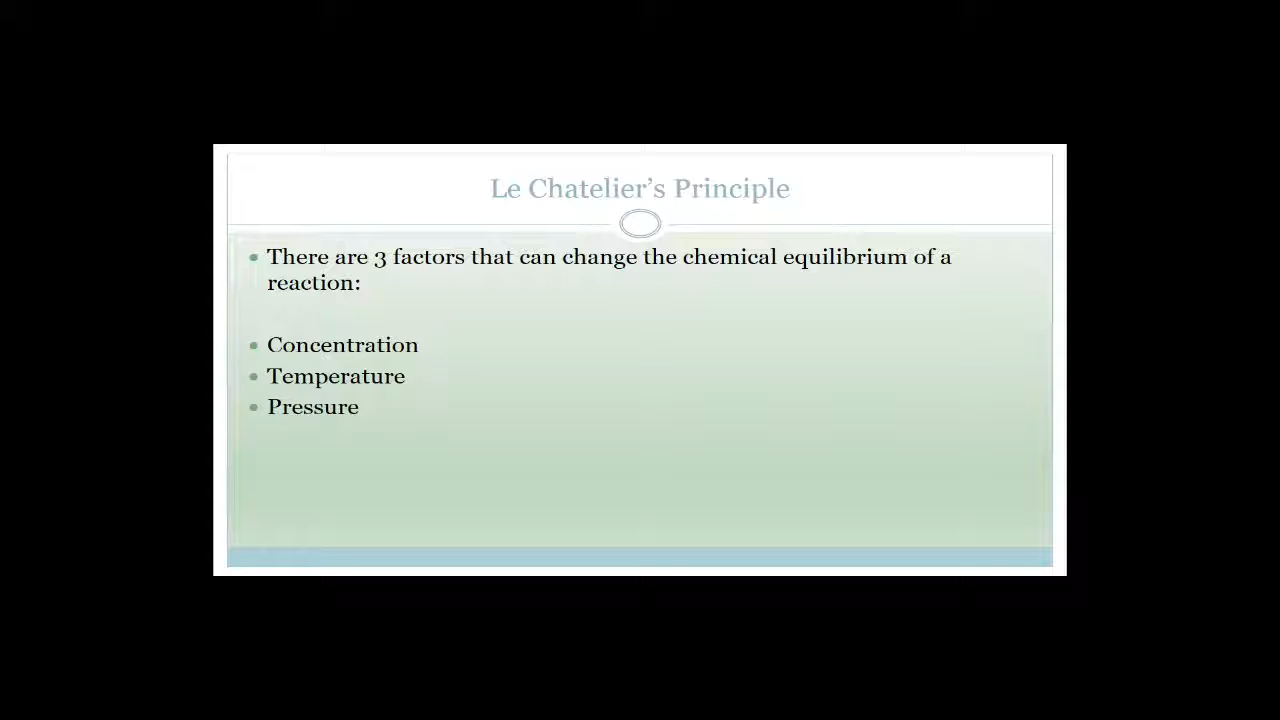 Le Chatelier’s Principle
• There are 3 factors that can change the chemical equilibrium of a
reaction:
• Concentration
• Temperature
• Pressure